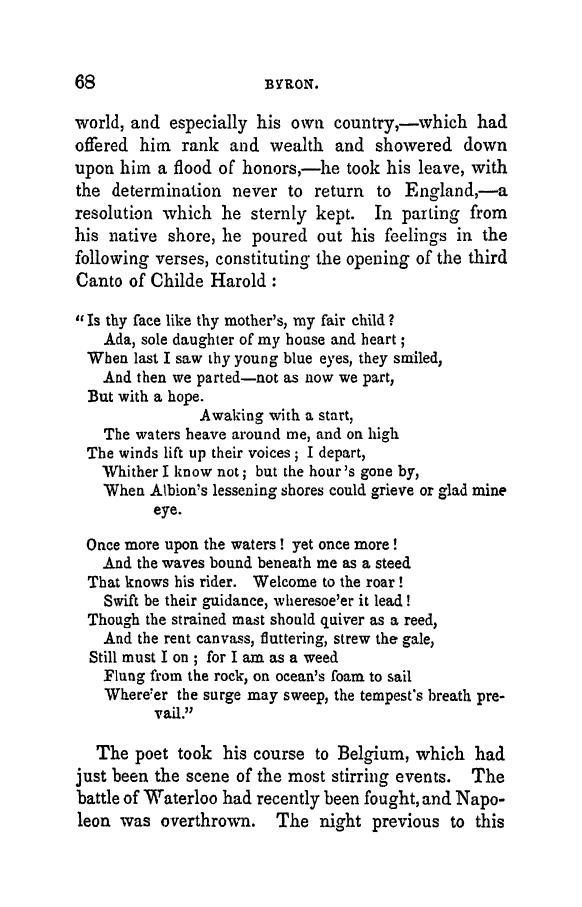 68 BYRON.
world, and especially his own country,—which had
offered him rank and wealth and showered down
upon him a flood of honors,—he took his leave, with
the determination never to return to England,—a
resolution which he sternly kept. In parting from
his native shore, he poured out his feelings in the
following verses, constituting the opening of the third
Canto of Childe Harold :
“Is thy face like thy mother’s, my fair child ?
Ada, sole daughter of my house and heart ;
When last I saw thy young blue eyes, they smiled,
And then we parted—not as now we part,
But with a hope.
Awaking with a start,
The waters heave around me, and on high
The winds lift up their voices ; I depart,
Whither I know not ; but the hour’s gone by,
When Albion’s lessening shores could grieve or glad mine
eye.
Once more upon the waters ! yet once more !
And the waves bound beneath me as a steed
That knows his rider. Welcome to the roar !
Swift be their guidance, wheresoe’er it lead !
Though the strained mast should quiver as a reed,
And the rent canvass, fluttering, strew the gale,
Still must I on ; for I am as a weed
Flung from the rock, on ocean’s foam to sail
Where’er the surge may sweep, the tempest’s breath pre-
vail.”
The poet took his course to Belgium, which had
just been the scene of the most stirring events. The
battle of Waterloo had recently been fought, and Napo-
leon was overthrown. The night previous to this